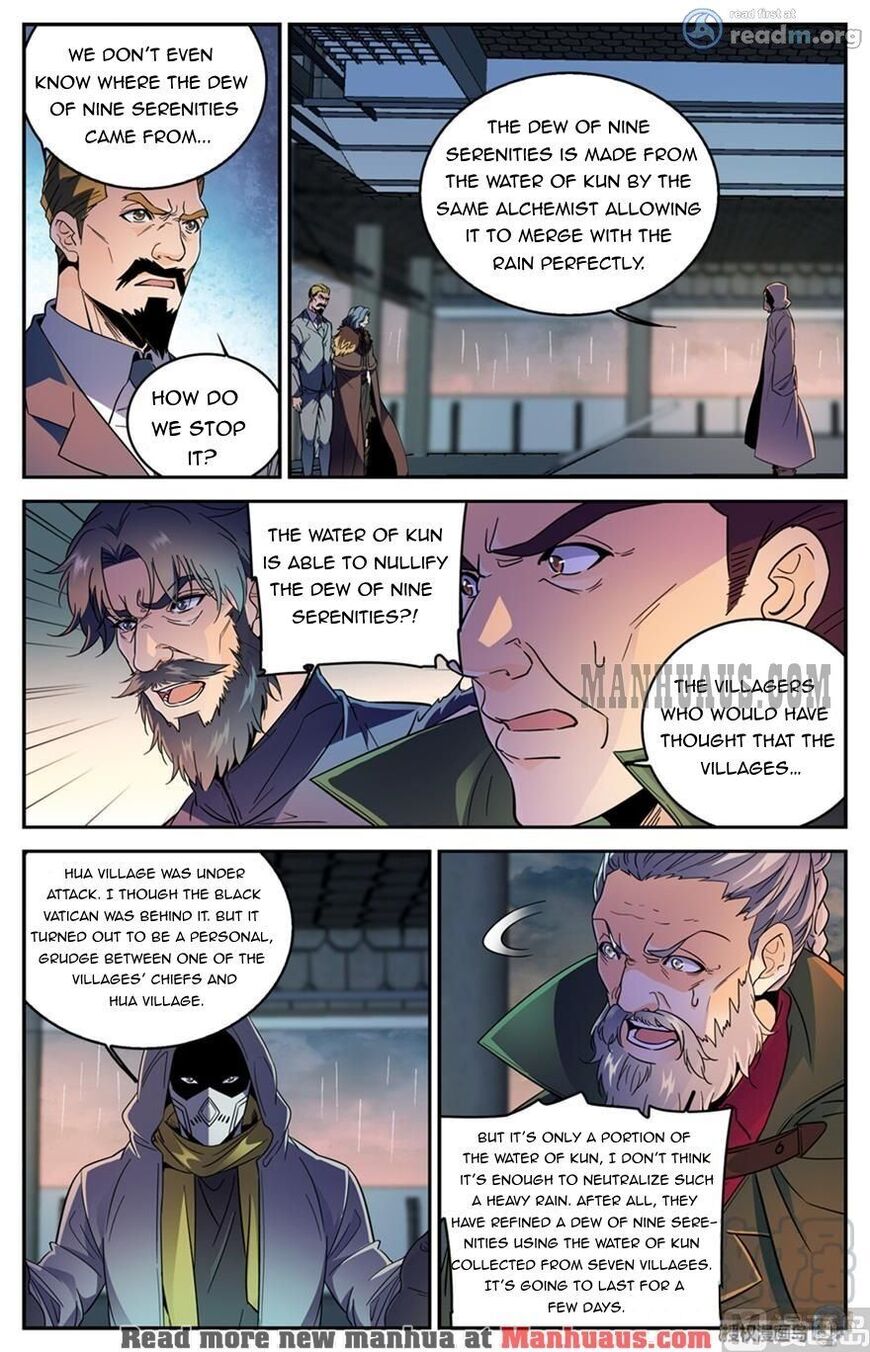 read first at
readm.org
WE DON'T EVEN
KNOW WHERE THE DEW
OF NINE SERENITIES
CAME FROM...
HOW DO
WE STOP
IT?
THE DEW OF NINE
SERENITIES IS MADE FROM
THE WATER OF KUN BY THE
SAME ALCHEMIST ALLOWING
IT TO MERGE WITH THE
RAIN PERFECTLY.
THE WATER OF KUN
IS ABLE TO NULLIFY
THE DEW OF NINE
SERENITIES?!
MANHUAUS.COM
THE VILLAGERS
WHO WOULD HAVE
THOUGHT THAT THE
VILLAGES...
HUA VILLAGE WAS UNDER
ATTACK. I THOUGH THE BLACK
VATICAN WAS BEHIND IT. BUT IT
TURNED OUT TO BE A PERSONAL,
GRUDGE BETWEEN ONE OF THE
VILLAGES' CHIEFS AND
HUA VILLAGE.
BUT IT'S ONLY A PORTION OF
THE WATER OF KUN, I DON'T THINK
IT'S ENOUGH TO NEUTRALIZE SUCH
A HEAVY RAIN. AFTER ALL, THEY
HAVE REFINED A DEW OF NINE SERE-
NITIES USING THE WATER OF KUN
COLLECTED FROM SEVEN VILLAGES.
IT'S GOING TO LAST FOR A
FEW DAYS.
Read more new manhua at Manhuaus.com